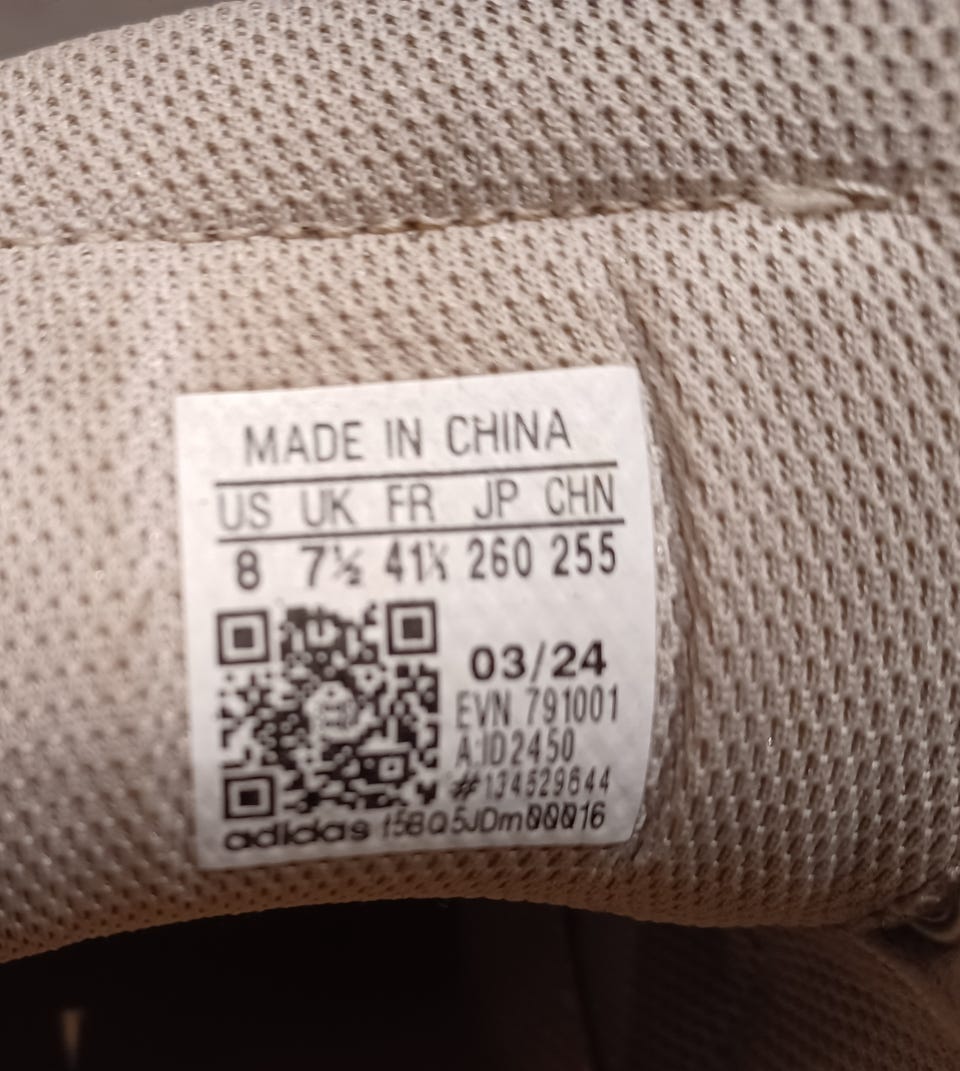 MADE IN CHINA
US UK FR JP CHN
8 7½ 41⅓ 260 255
03/24
EVN 791001
A:ID2450
#134529644
adidas